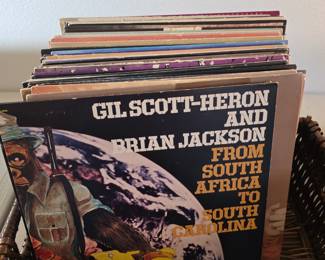 GIL SCOTT-HERON
AND
BRIAN JACKSON
FROM
SOUTH
AFRICA
TO
SOUTH
CAROLINA